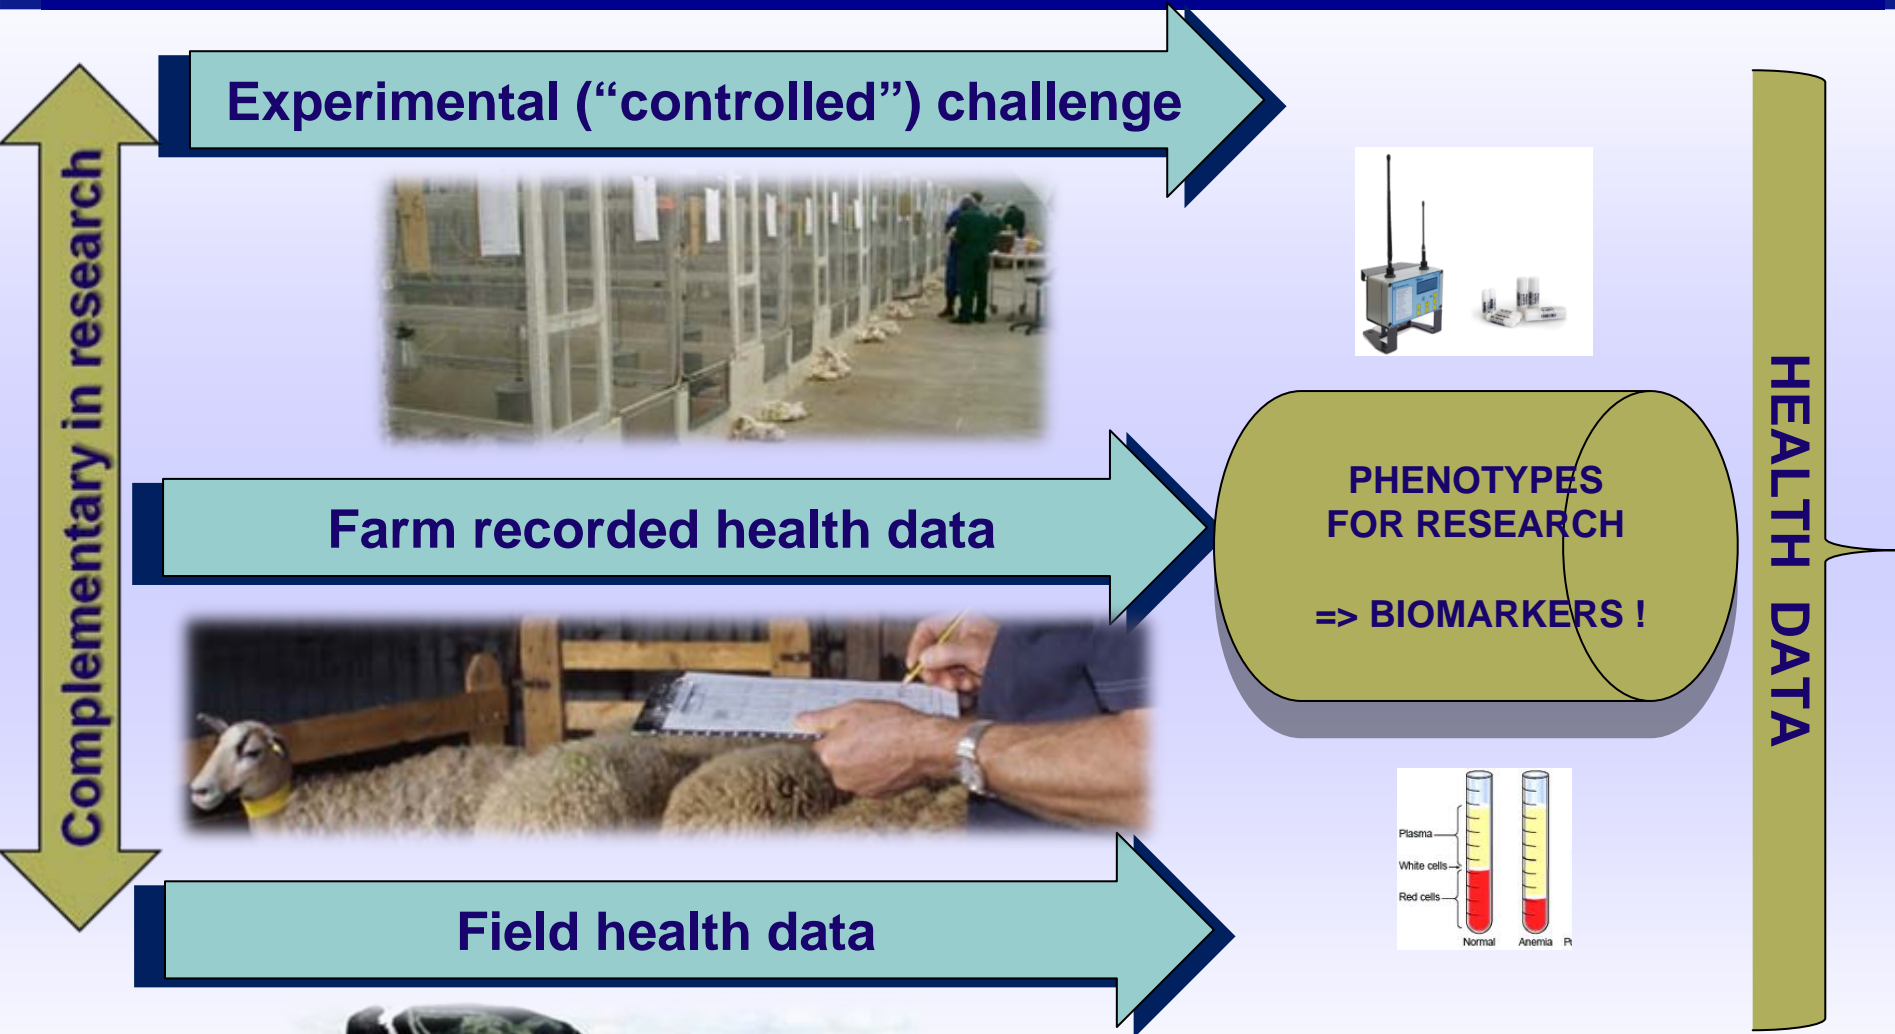 Experimental (“controlled”) challenge
Complementary in research
Farm recorded health data
PHENOTYPES
FOR RESEARCH
=> BIOMARKERS !
HEALTH DATA
Plasma
White cells
Red cells
Normal Anemia
Field health data